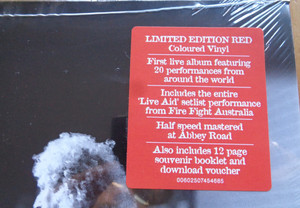 LIMITED EDITION RED
Coloured Vinyl
First live album featuring
20 performances from
around the world
Includes the entire
'Live Aid' setlist performance
from Fire Fight Australia
Half speed mastered
at Abbey Road
Also includes 12 page
souvenir booklet and
download voucher
00602507454685